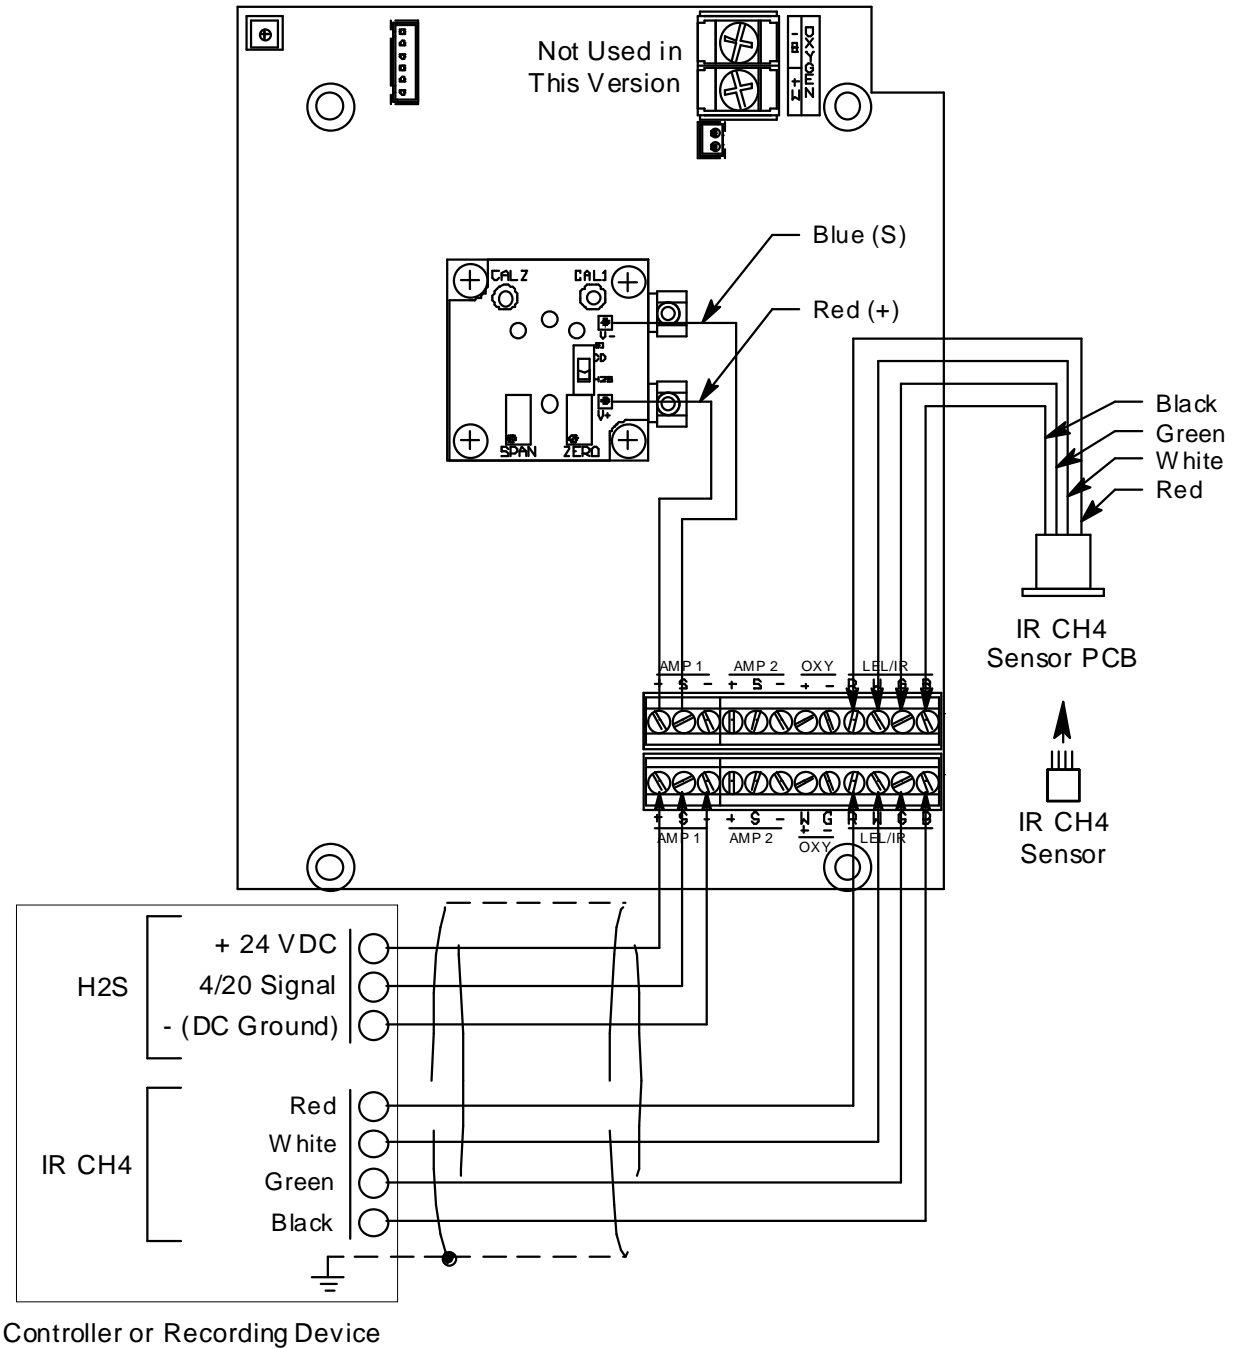 Not Used in
This Version
OXYGEN
- B
+ W
Blue (S)
Red (+)
CAL2
CAL1
V-
V+
SPAN
ZERO
Black
Green
White
Red
IR CH4
Sensor PCB
AMP 1
AMP 2
OXY
LEL/IR
+ S -
+ S -
+ -
R W G B
IR CH4
Sensor
+ S -
+ S -
W G
+ -
R W G B
AMP 1
AMP 2
OXY
LEL/IR
H2S
+ 24 VDC
4/20 Signal
- (DC Ground)
IR CH4
Red
White
Green
Black
Controller or Recording Device